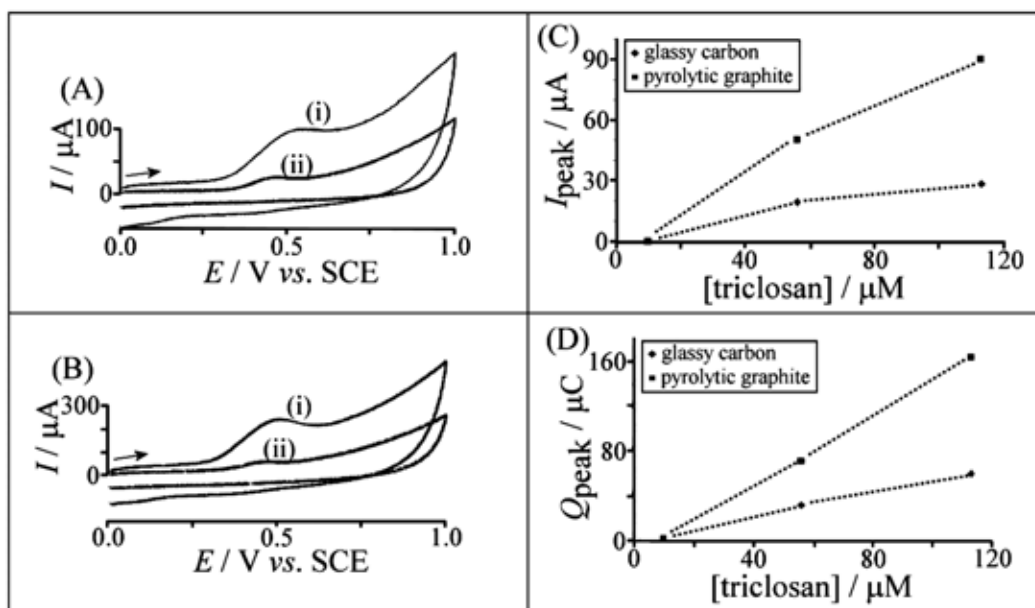 (A)
(i)
(ii)
100
0
I / μA
0.0
0.5
1.0
E / V vs. SCE
(C)
glassy carbon
pyrolytic graphite
90
60
30
0
I peak / μA
0
40
80
120
[triclosan] / μM
(B)
(i)
(ii)
300
0
I / μA
0.0
0.5
1.0
E / V vs. SCE
(D)
glassy carbon
pyrolytic graphite
160
80
0
Q peak / μC
0
40
80
120
[triclosan] / μM